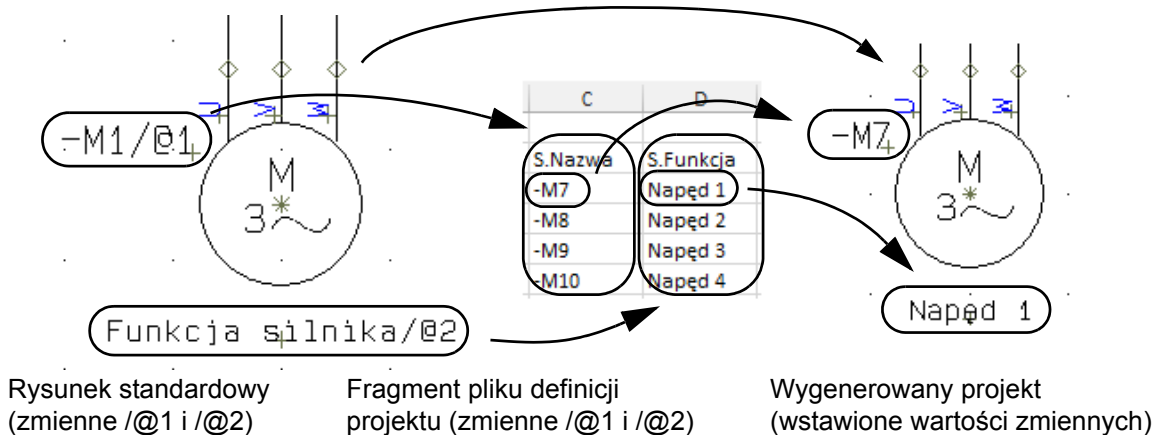 U V W
-M1/@1
M
3
Funkcja silnika/@2
C D
S.Nazwa S.Funkcja
-M7 Napęd 1
-M8 Napęd 2
-M9 Napęd 3
-M10 Napęd 4
U V W
-M7
M
3
Napęd 1
Rysunek standardowy
(zmienne /@1 i /@2)
Fragment pliku definicji
projektu (zmienne /@1 i /@2)
Wygenerowany projekt
(wstawione wartości zmiennych)